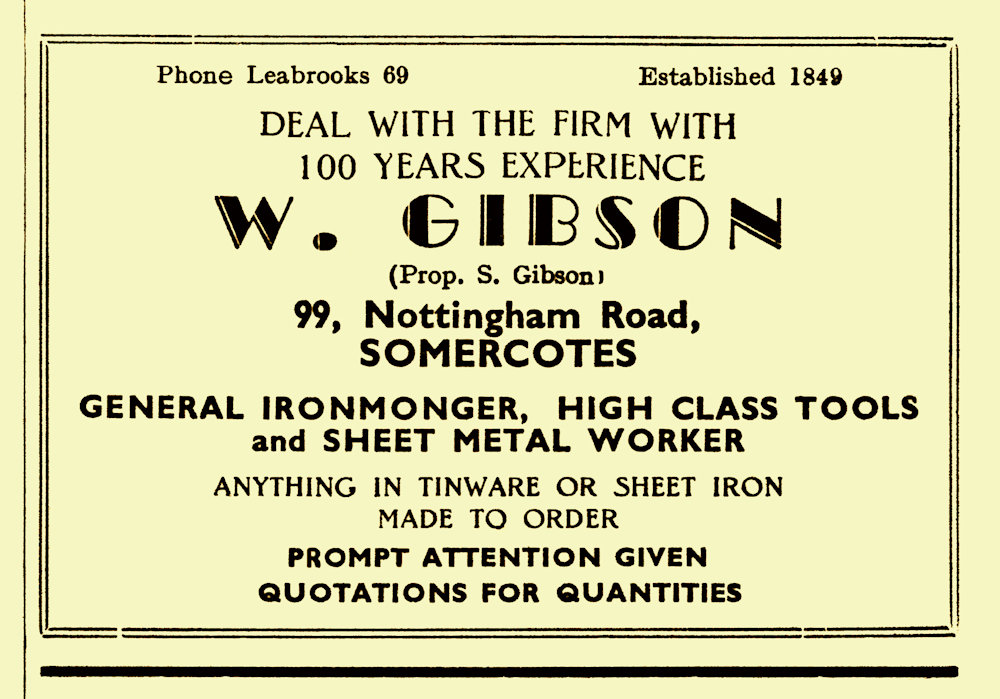 Phone Leabrooks 69 Established 1849
DEAL WITH THE FIRM WITH
100 YEARS EXPERIENCE
W. GIBSON
(Prop. S. Gibson)
99, Nottingham Road,
SOMERCOTES
GENERAL IRONMONGER, HIGH CLASS TOOLS
and SHEET METAL WORKER
ANYTHING IN TINWARE OR SHEET IRON
MADE TO ORDER
PROMPT ATTENTION GIVEN
QUOTATIONS FOR QUANTITIES